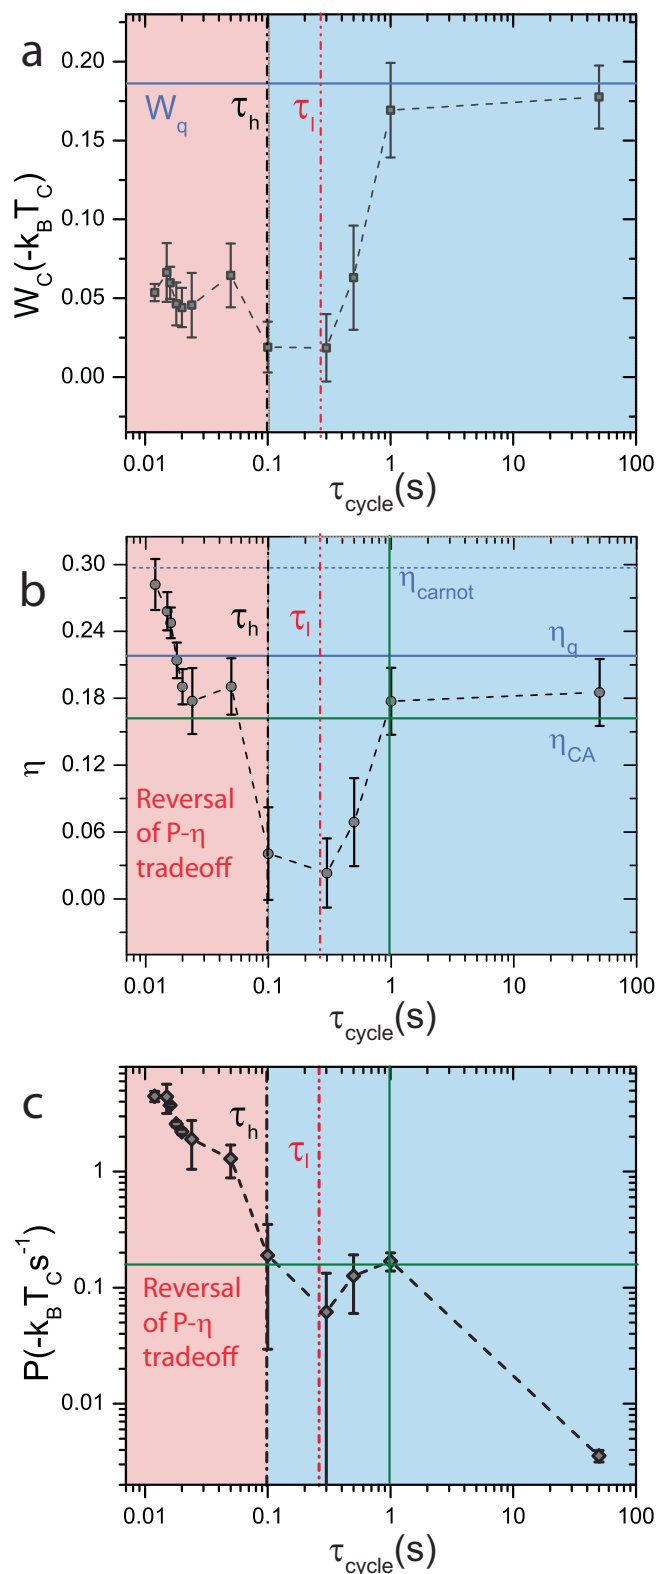 a
0.20
0.15
0.10
0.05
0.00
W_C(-k_BT_C)
W_q
τ_h
τ_l
0.01 0.1 1 10 100
τ_cycle(s)
b
0.30
0.24
0.18
0.12
0.06
0.00
η
τ_h
τ_l
η_carnot
η_q
η_CA
Reversal
of P-η
tradeoff
0.01 0.1 1 10 100
τ_cycle(s)
c
1
0.1
0.01
P(-k_BT_Cs^-1)
τ_h
τ_l
Reversal
of P-η
tradeoff
0.01 0.1 1 10 100
τ_cycle(s)